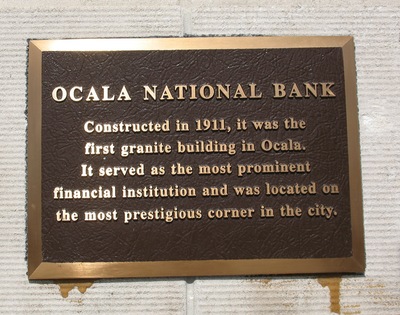 OCALA NATIONAL BANK
Constructed in 1911, it was the
first granite building in Ocala.
It served as the most prominent
financial institution and was located on
the most prestigious corner in the city.